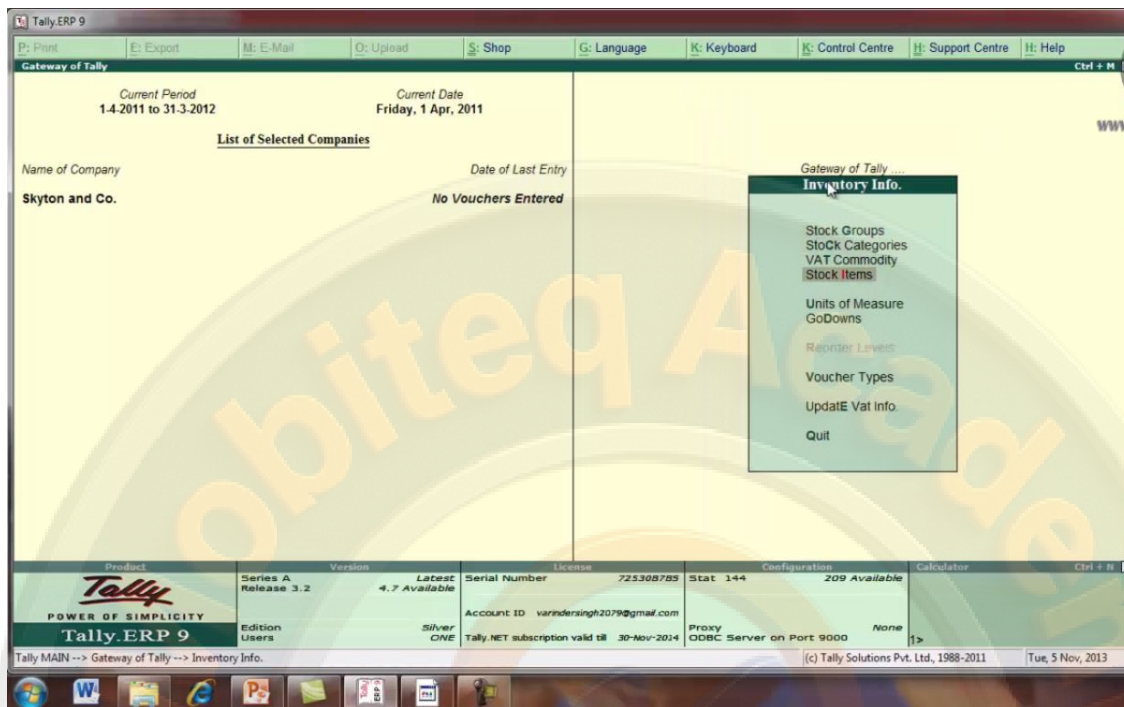 Tally.ERP 9
P: Print E: Export M: E-Mail O: Upload S: Shop G: Language K: Keyboard K: Control Centre H: Support Centre H: Help
Gateway of Tally Ctrl + M
Current Period Current Date
1-4-2011 to 31-3-2012 Friday, 1 Apr, 2011
List of Selected Companies
www
Name of Company Date of Last Entry
Skyton and Co. No Vouchers Entered
Gateway of Tally ....
Inventory Info.
Stock Groups
StoCk Categories
VAT Commodity
Stock Items
Units of Measure
GoDowns
Reorder Levels
Voucher Types
UpdatE Vat Info.
Quit
obiteq Academ
Product Version License Configuration Calculator Ctrl + N
Tally
POWER OF SIMPLICITY
Tally.ERP 9
Series A Latest
Release 3.2 4.7 Available
Edition Silver
Users ONE
Serial Number 725308785
Account ID varindersingh2079@gmail.com
Tally.NET subscription valid till 30-Nov-2014
Stat 144 209 Available
Proxy None
ODBC Server on Port 9000
1>
Tally MAIN --> Gateway of Tally --> Inventory Info. (c) Tally Solutions Pvt. Ltd., 1988-2011 Tue, 5 Nov, 2013